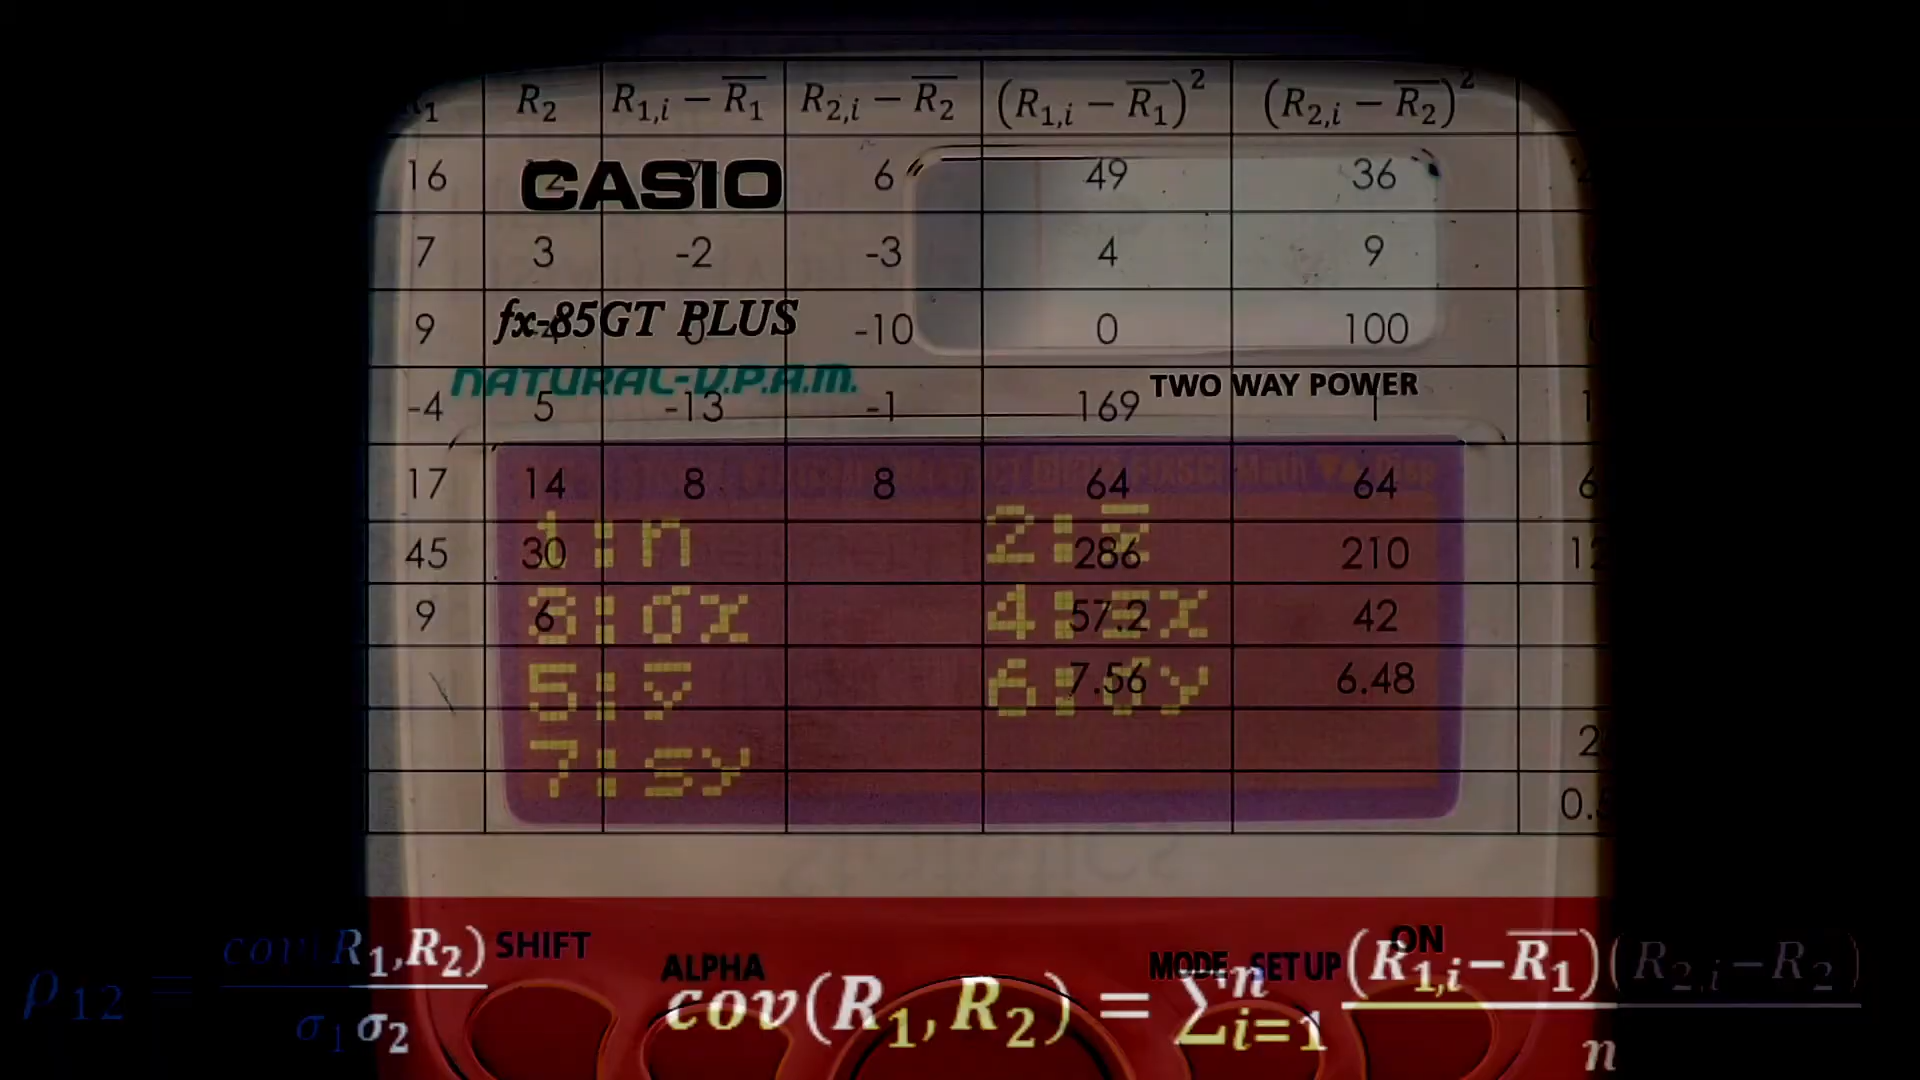 R₂ R₁,ᵢ − R̅₁ R₂,ᵢ − R̅₂ (R₁,ᵢ − R̅₁)² (R₂,ᵢ − R̅₂)²
16 6 49 36
CASIO
7 3 -2 -3 4 9
fx-85GT PLUS
9 -10 0 100
NATURAL-V.P.A.M.
TWO WAY POWER
-4 5 -13 -1 169 1
17 14 8 8 64 64
1:n 2:x̅
45 30 286 210
3:σx 4:sx
9 6 57.2 42
5:y̅ 6:σy
7.56 6.48
7:sy
SHIFT ALPHA MODE SETUP ON
ρ₁₂ = cov(R₁,R₂) / σ₁σ₂
cov(R₁,R₂) = ∑ⁿᵢ₌₁ (R₁,ᵢ−R̅₁)(R₂,ᵢ−R₂) / n